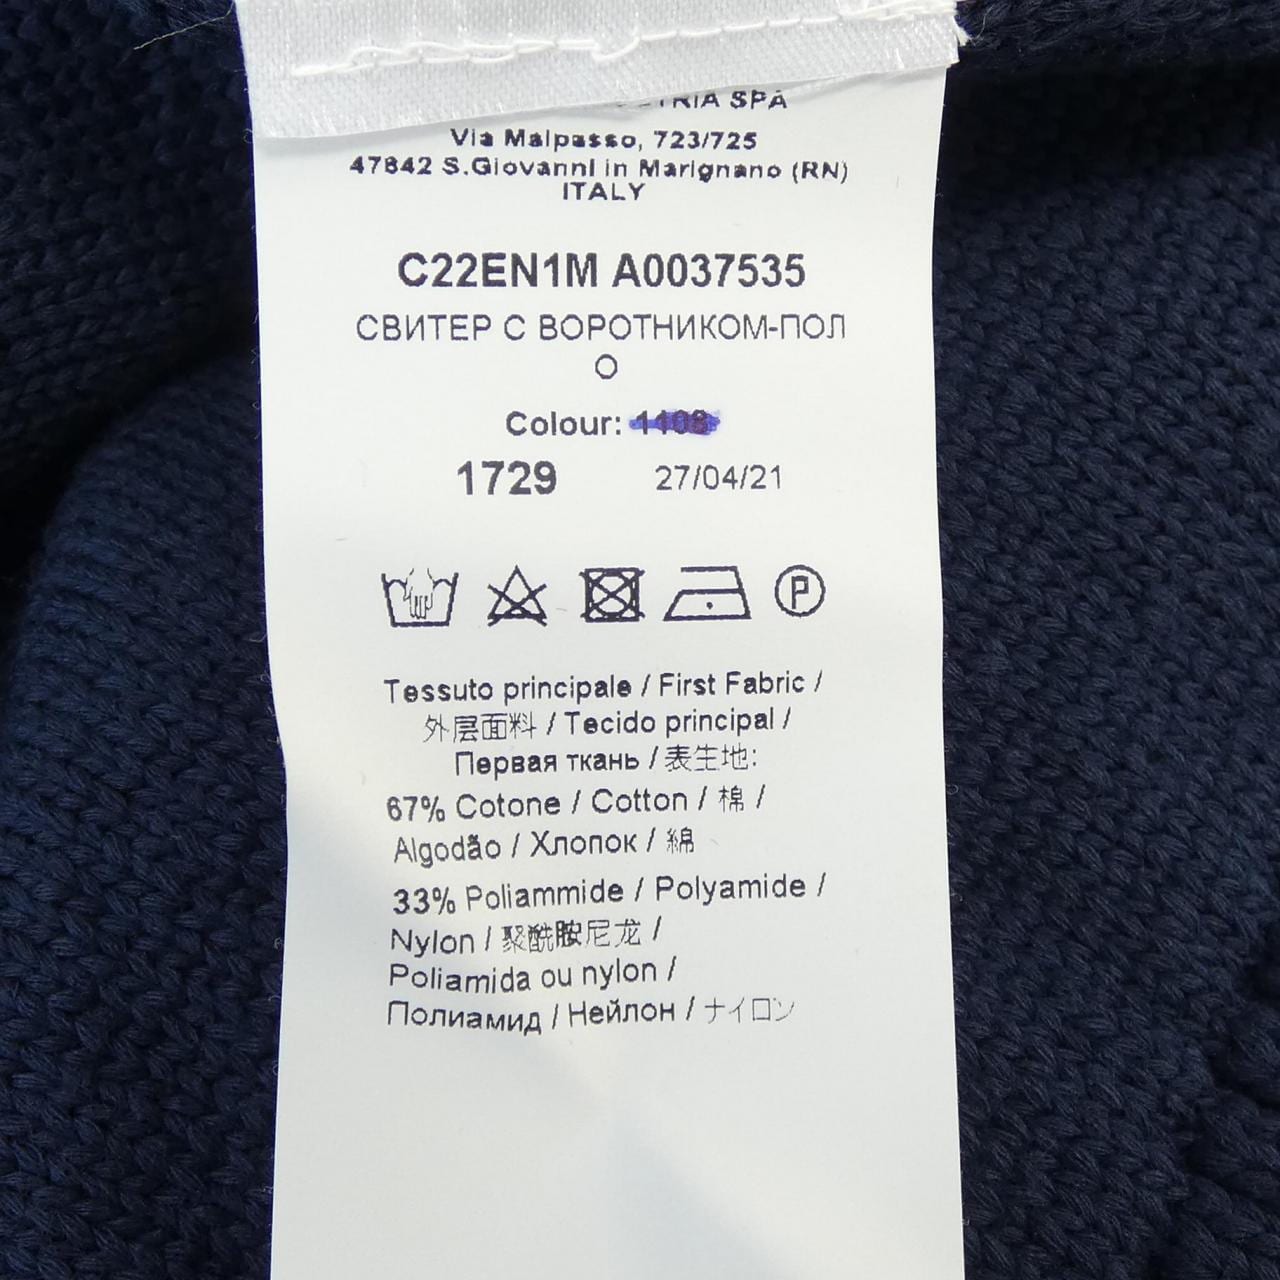 SPA
Via Malpasso, 723/725
47842 S.Giovanni in Marignano (RN)
ITALY
C22EN1M A0037535
СВИТЕР С ВОРОТНИКОМ-ПОЛ
О
Colour: 1108
1729 27/04/21
P
Tessuto principale / First Fabric /
外层面料 / Tecido principal /
Первая ткань / 表生地:
67% Cotone / Cotton / 棉 /
Algodão / Хлопок / 綿
33% Poliammide / Polyamide /
Nylon / 聚酰胺尼龙 /
Poliamida ou nylon /
Полиамид / Нейлон / ナイロン